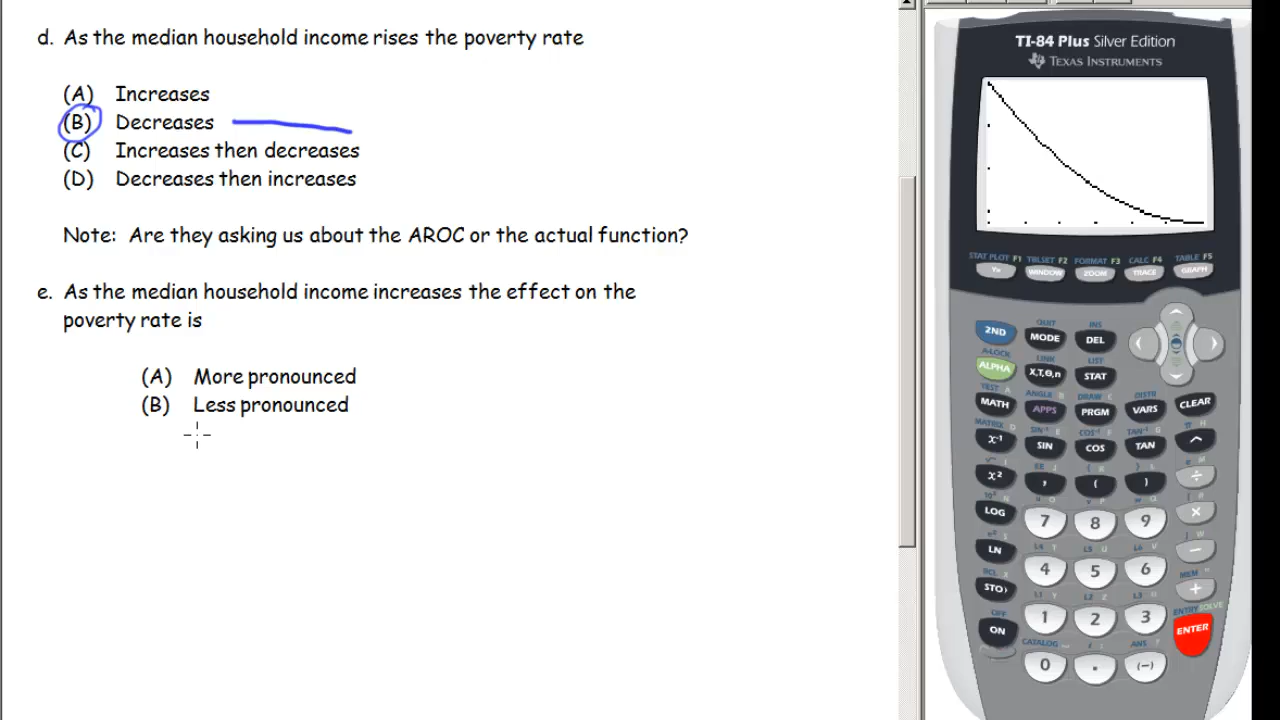 d. As the median household income rises the poverty rate
(A) Increases
(B) Decreases
(C) Increases then decreases
(D) Decreases then increases
Note: Are they asking us about the AROC or the actual function?
e. As the median household income increases the effect on the
poverty rate is
(A) More pronounced
(B) Less pronounced
TI-84 Plus Silver Edition
TEXAS INSTRUMENTS
STAT PLOT F1 TBLSET F2 FORMAT F3 CALC F4 TABLE F5
Y= WINDOW ZOOM TRACE GRAPH
QUIT INS
2ND MODE DEL
A-LOCK LINK LIST
ALPHA X,T,Θ,n STAT
TEST A ANGLE B DRAW C DISTR
MATH APPS PRGM VARS CLEAR
MATRIX D SIN⁻¹ E COS⁻¹ F TAN⁻¹ G π H
x⁻¹ SIN COS TAN ^
x² , ( ) ÷
LOG 7 8 9 ×
LN 4 5 6 −
RCL X MEM "
STO› 1 2 3 +
OFF CATALOG ANS ? ENTRY SOLVE
ON 0 . (−) ENTER